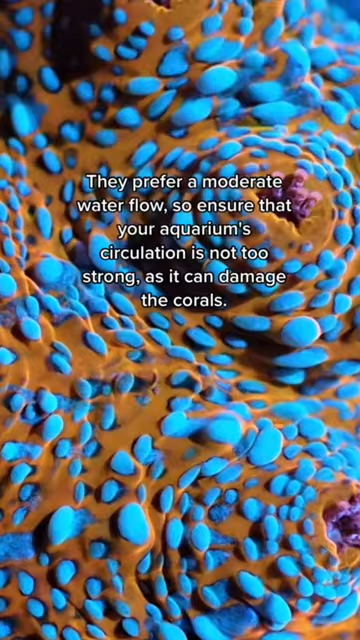 They prefer a moderate
water flow, so ensure that
your aquarium's
circulation is not too
strong, as it can damage
the corals.